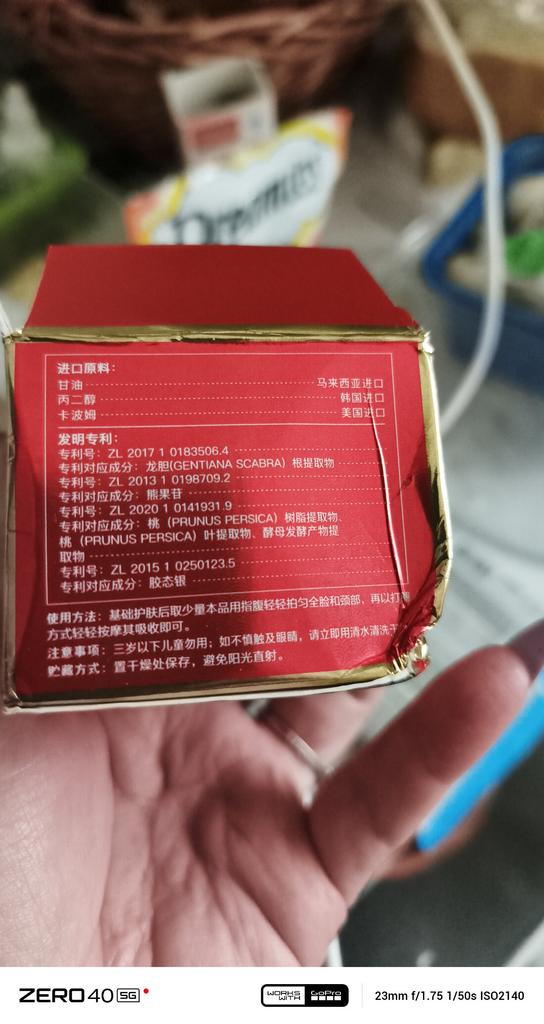 Dreamies
进口原料：
甘油 马来西亚进口
丙二醇 韩国进口
卡波姆 美国进口
发明专利：
专利号：ZL 2017 1 0183506.4
专利对应成分：龙胆(GENTIANA SCABRA) 根提取物
专利号：ZL 2013 1 0198709.2
专利对应成分：熊果苷
专利号：ZL 2020 1 0141931.9
专利对应成分：桃（PRUNUS PERSICA）树脂提取物、
桃（PRUNUS PERSICA）叶提取物、酵母发酵产物提
取物
专利号：ZL 2015 1 0250123.5
专利对应成分：胶态银
使用方法：基础护肤后取少量本品用指腹轻轻拍匀全脸和颈部，再以打圈
方式轻轻按摩其吸收即可。
注意事项：三岁以下儿童勿用；如不慎触及眼睛，请立即用清水清洗干
贮藏方式：置干燥处保存，避免阳光直射。
ZERO 40 5G
WORKS WITH GoPro
23mm f/1.75 1/50s ISO2140